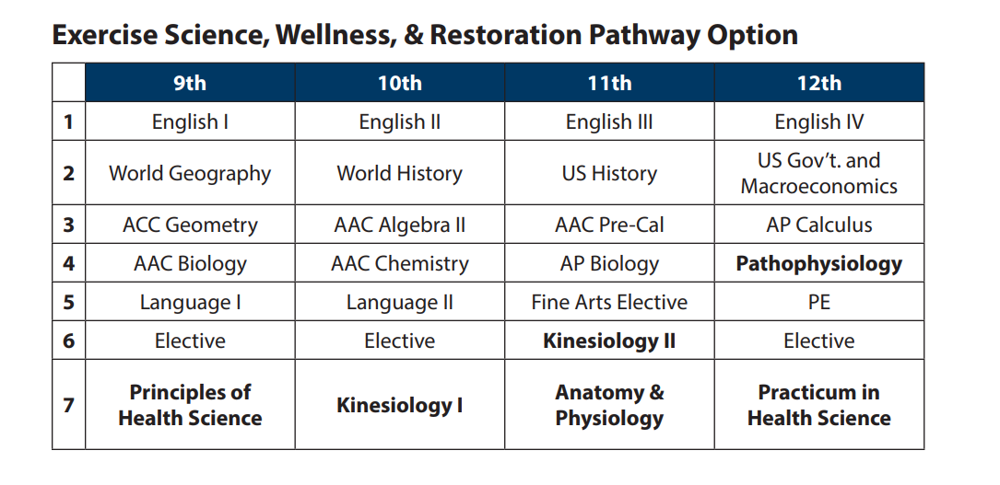 Exercise Science, Wellness, & Restoration Pathway Option
9th 10th 11th 12th
1 English I English II English III English IV
2 World Geography World History US History US Gov’t. and
Macroeconomics
3 ACC Geometry AAC Algebra II AAC Pre-Cal AP Calculus
4 AAC Biology AAC Chemistry AP Biology Pathophysiology
5 Language I Language II Fine Arts Elective PE
6 Elective Elective Kinesiology II Elective
7 Principles of
Health Science Kinesiology I Anatomy &
Physiology Practicum in
Health Science